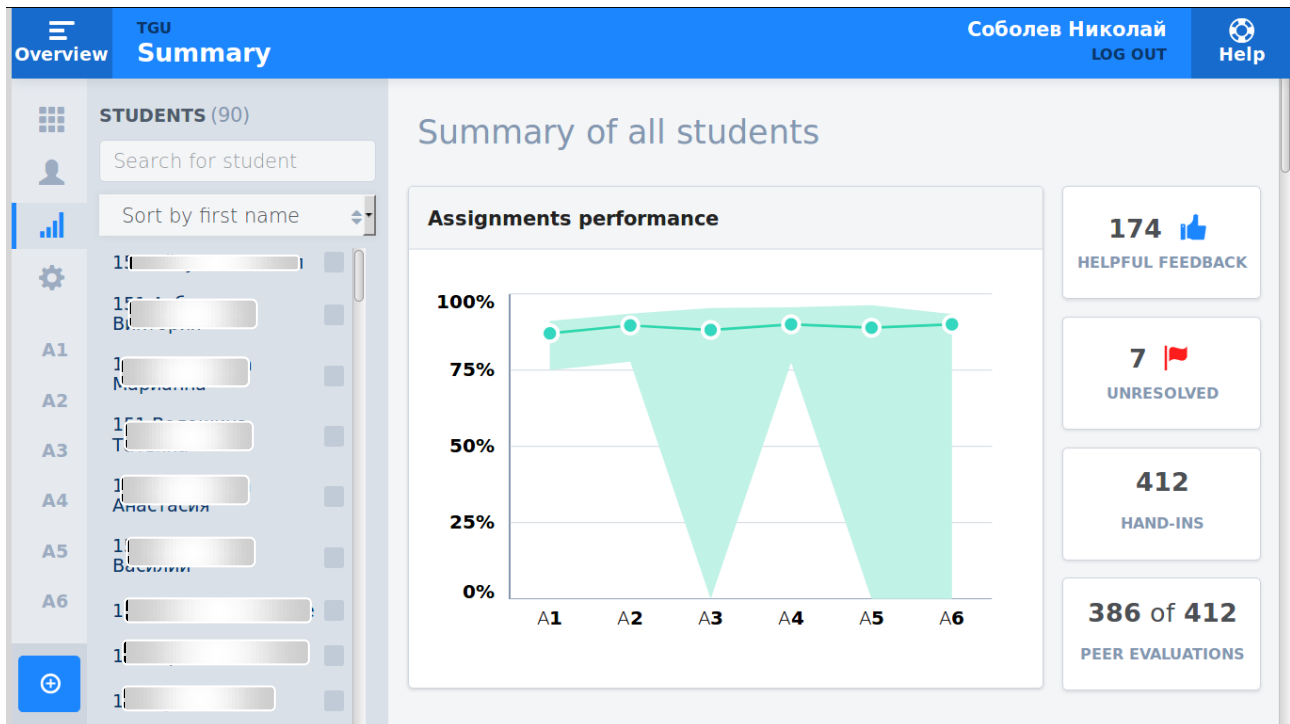 Overview
TGU
Summary
Соболев Николай
LOG OUT
Help
STUDENTS (90)
Search for student
Sort by first name
Марианна
Анастасия
Василий
A1
A2
A3
A4
A5
A6
Summary of all students
Assignments performance
100%
75%
50%
25%
0%
A1 A2 A3 A4 A5 A6
174
HELPFUL FEEDBACK
7
UNRESOLVED
412
HAND-INS
386 of 412
PEER EVALUATIONS